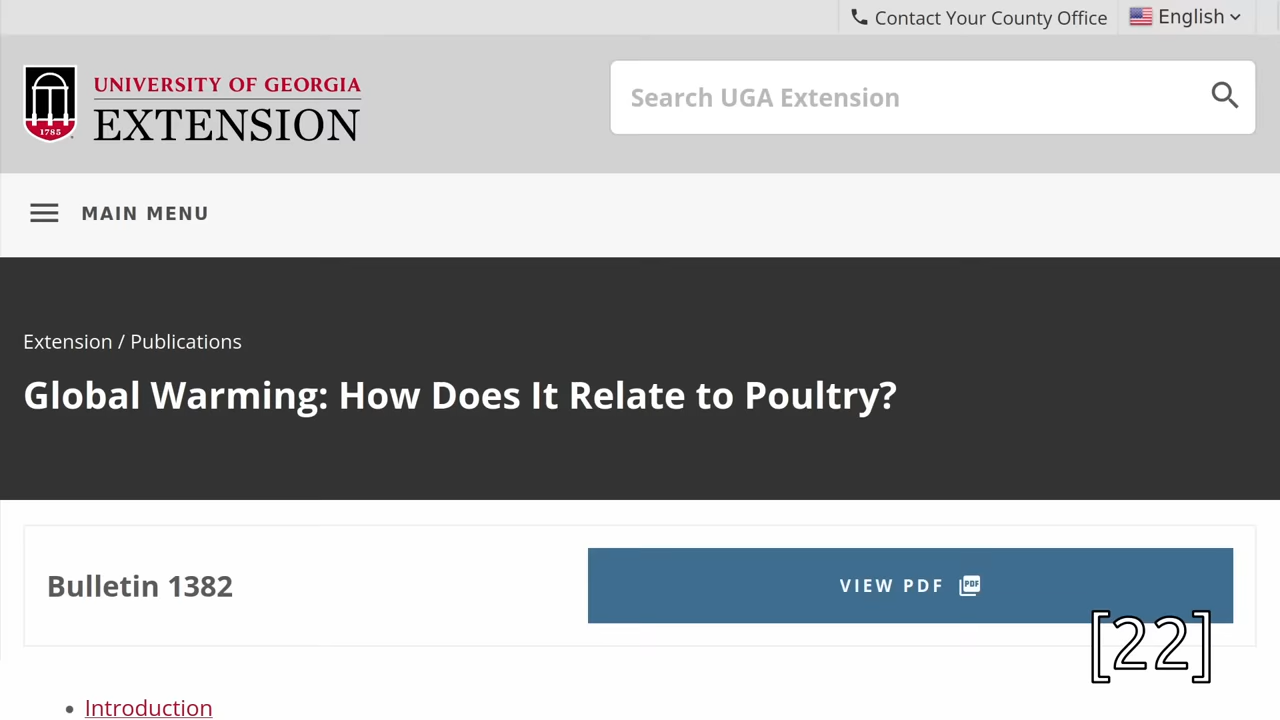 Contact Your County Office
English
UNIVERSITY OF GEORGIA
EXTENSION
1785
Search UGA Extension
MAIN MENU
Extension / Publications
Global Warming: How Does It Relate to Poultry?
Bulletin 1382
VIEW PDF
PDF
[22]
Introduction